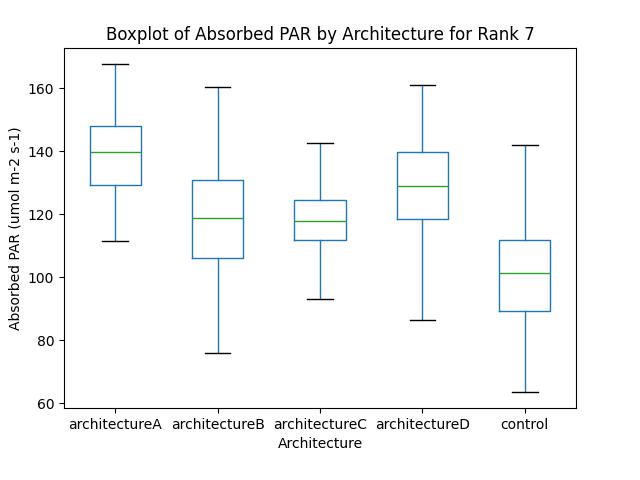 Boxplot of Absorbed PAR by Architecture for Rank 7
Absorbed PAR (umol m-2 s-1)
160
140
120
100
80
60
architectureA architectureB architectureC architectureD control
Architecture